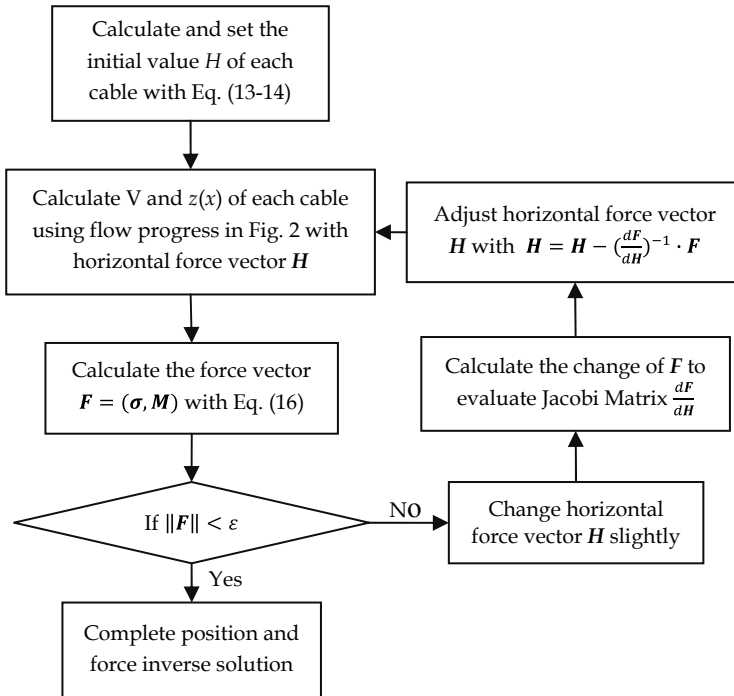 Calculate and set the
initial value H of each
cable with Eq. (13-14)
Calculate V and z(x) of each cable
using flow progress in Fig. 2 with
horizontal force vector H
Calculate the force vector
F = (σ, M) with Eq. (16)
If ‖F‖ < ε
Yes
Complete position and
force inverse solution
NO
Change horizontal
force vector H slightly
Calculate the change of F to
evaluate Jacobi Matrix dF/dH
Adjust horizontal force vector
H with H = H − (dF/dH)⁻¹ · F